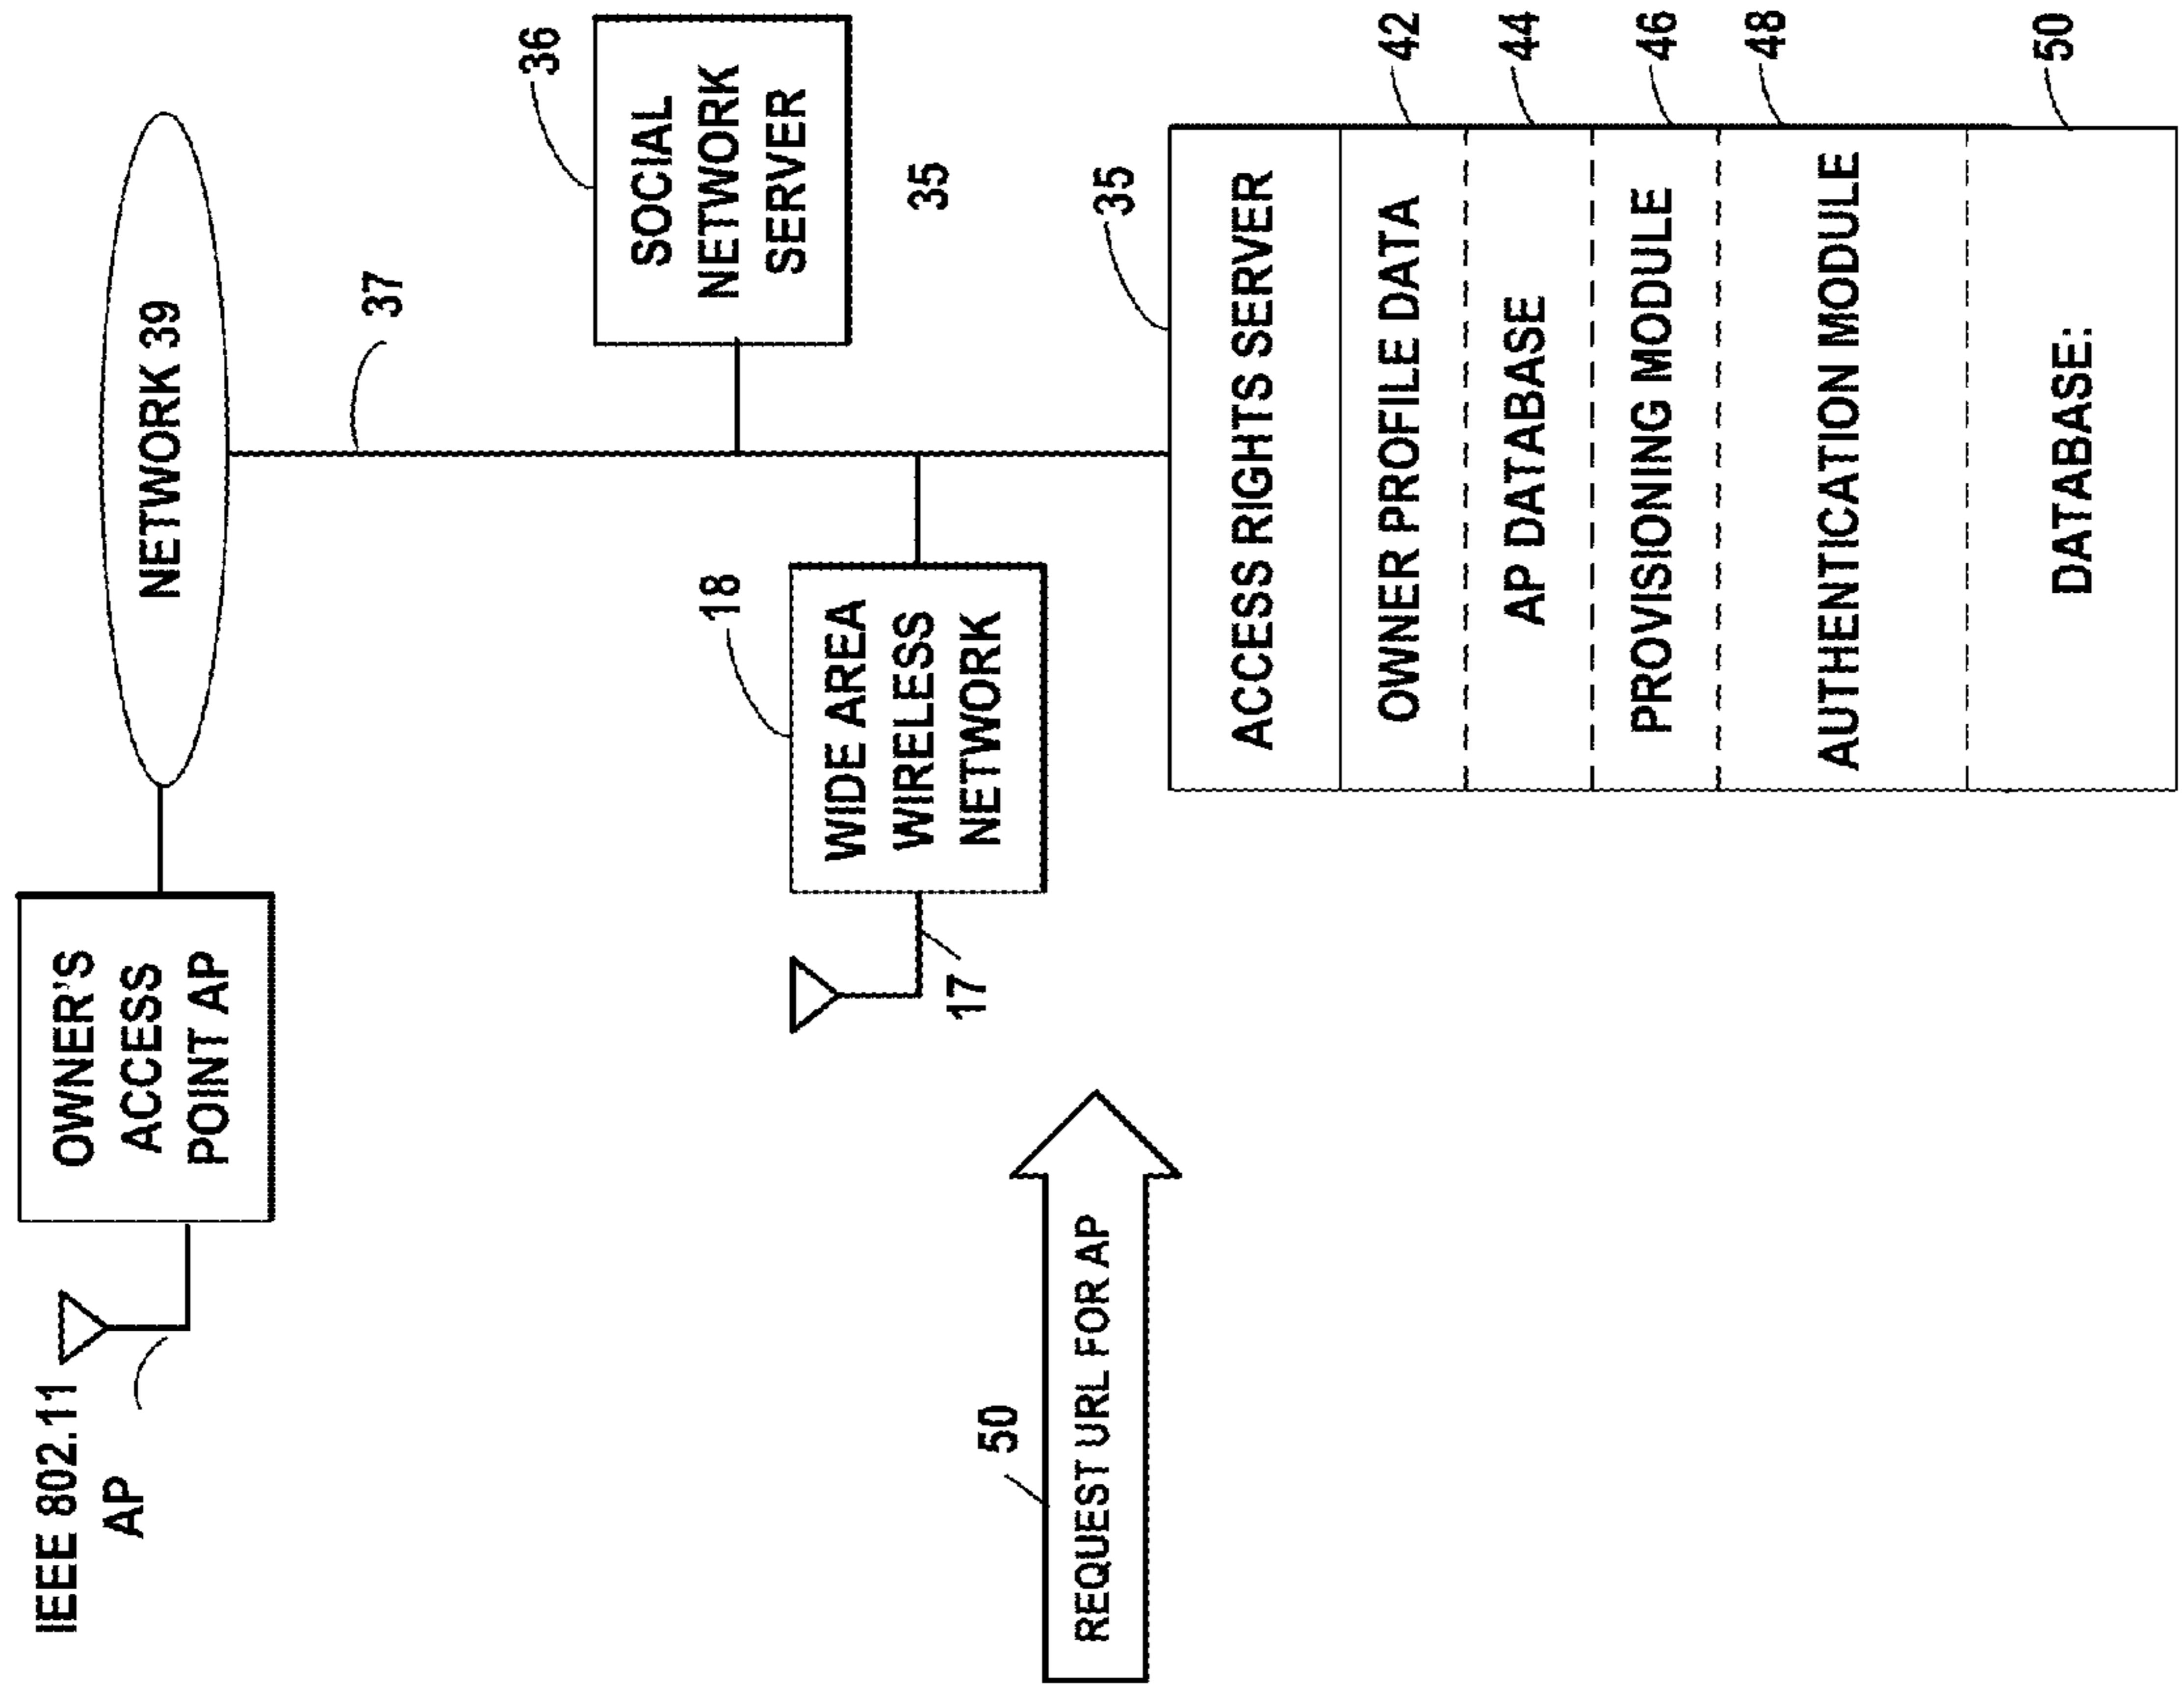 IEEE 802.11
AP
OWNER'S
ACCESS
POINT AP
NETWORK 39
37
36
SOCIAL
NETWORK
SERVER
18
WIDE AREA
WIRELESS
NETWORK
17
35
50
REQUEST URL FOR AP
35
ACCESS RIGHTS SERVER
OWNER PROFILE DATA
42
AP DATABASE
44
PROVISIONING MODULE
46
AUTHENTICATION MODULE
48
DATABASE:
50